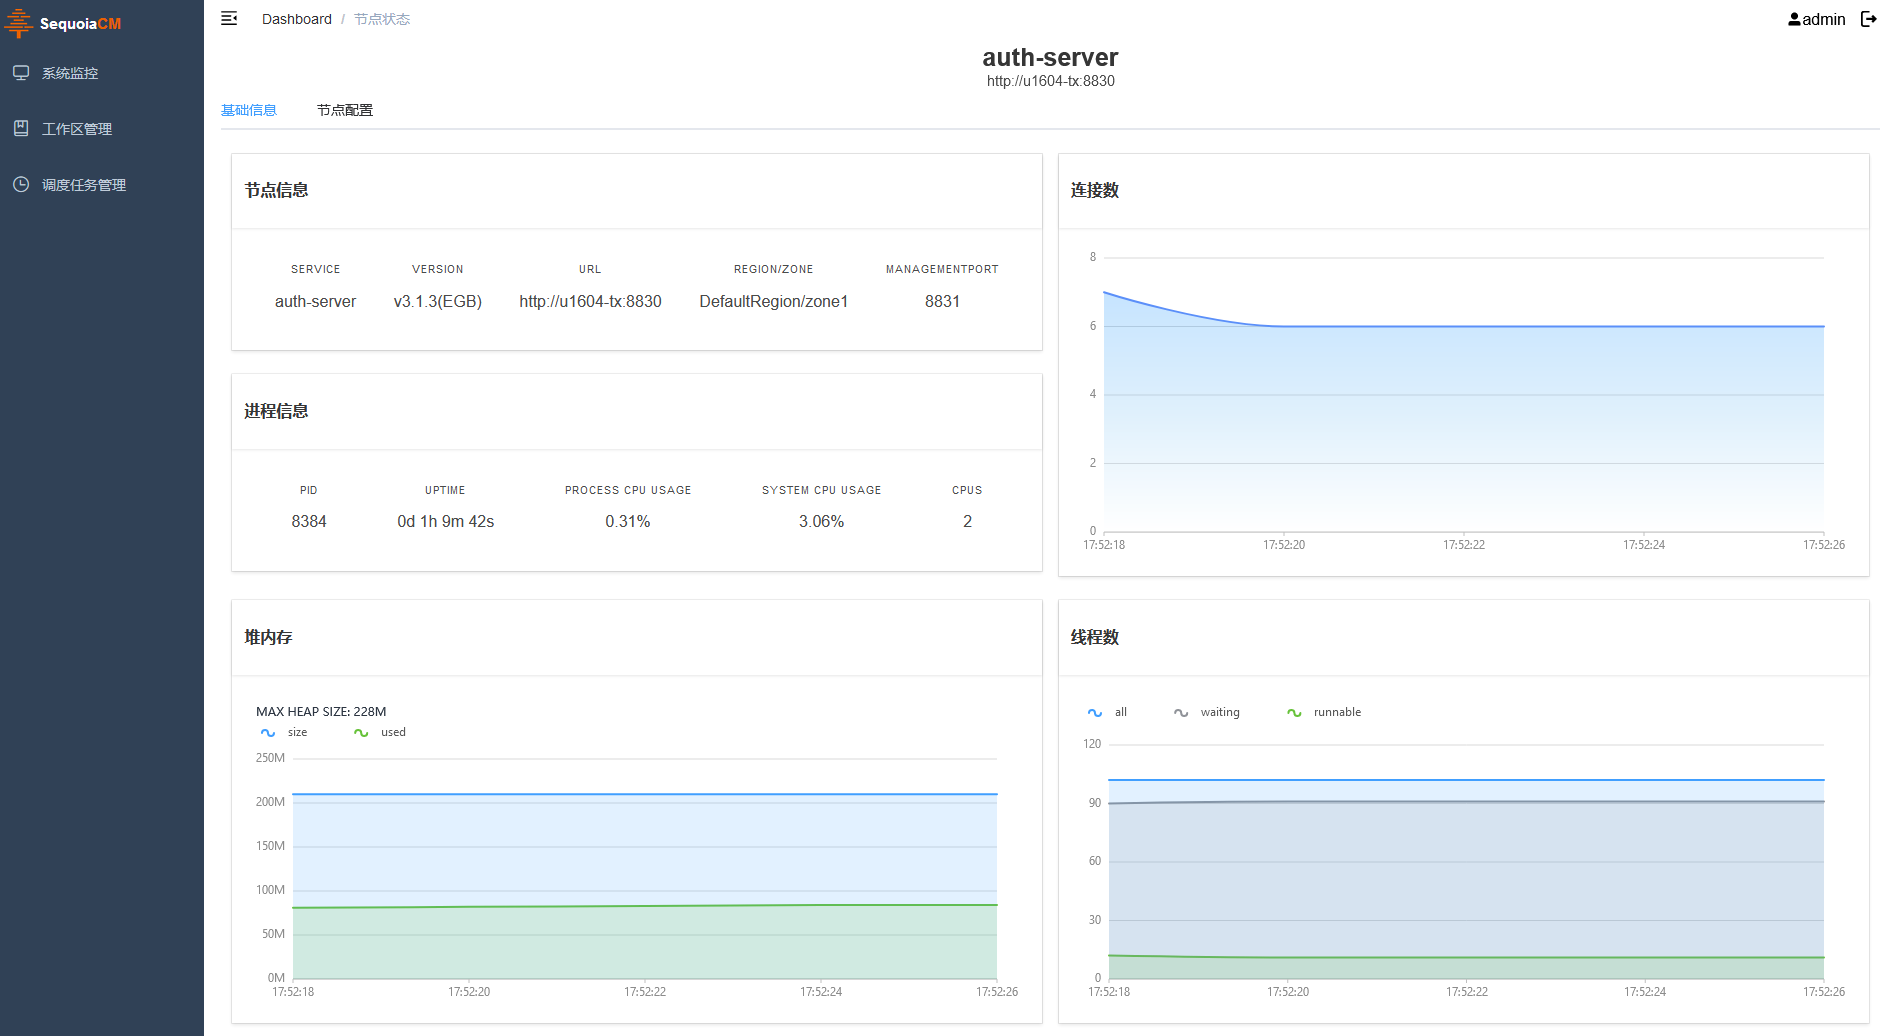 SequoiaCM
系统监控
工作区管理
调度任务管理
Dashboard / 节点状态
admin
auth-server
http://u1604-tx:8830
基础信息 节点配置
节点信息
SERVICE VERSION URL REGION/ZONE MANAGEMENTPORT
auth-server v3.1.3(EGB) http://u1604-tx:8830 DefaultRegion/zone1 8831
进程信息
PID UPTIME PROCESS CPU USAGE SYSTEM CPU USAGE CPUS
8384 0d 1h 9m 42s 0.31% 3.06% 2
连接数
8
6
4
2
0
17:52:18 17:52:20 17:52:22 17:52:24 17:52:26
堆内存
MAX HEAP SIZE: 228M
size used
250M
200M
150M
100M
50M
0M
17:52:18 17:52:20 17:52:22 17:52:24 17:52:26
线程数
all waiting runnable
120
90
60
30
0
17:52:18 17:52:20 17:52:22 17:52:24 17:52:26